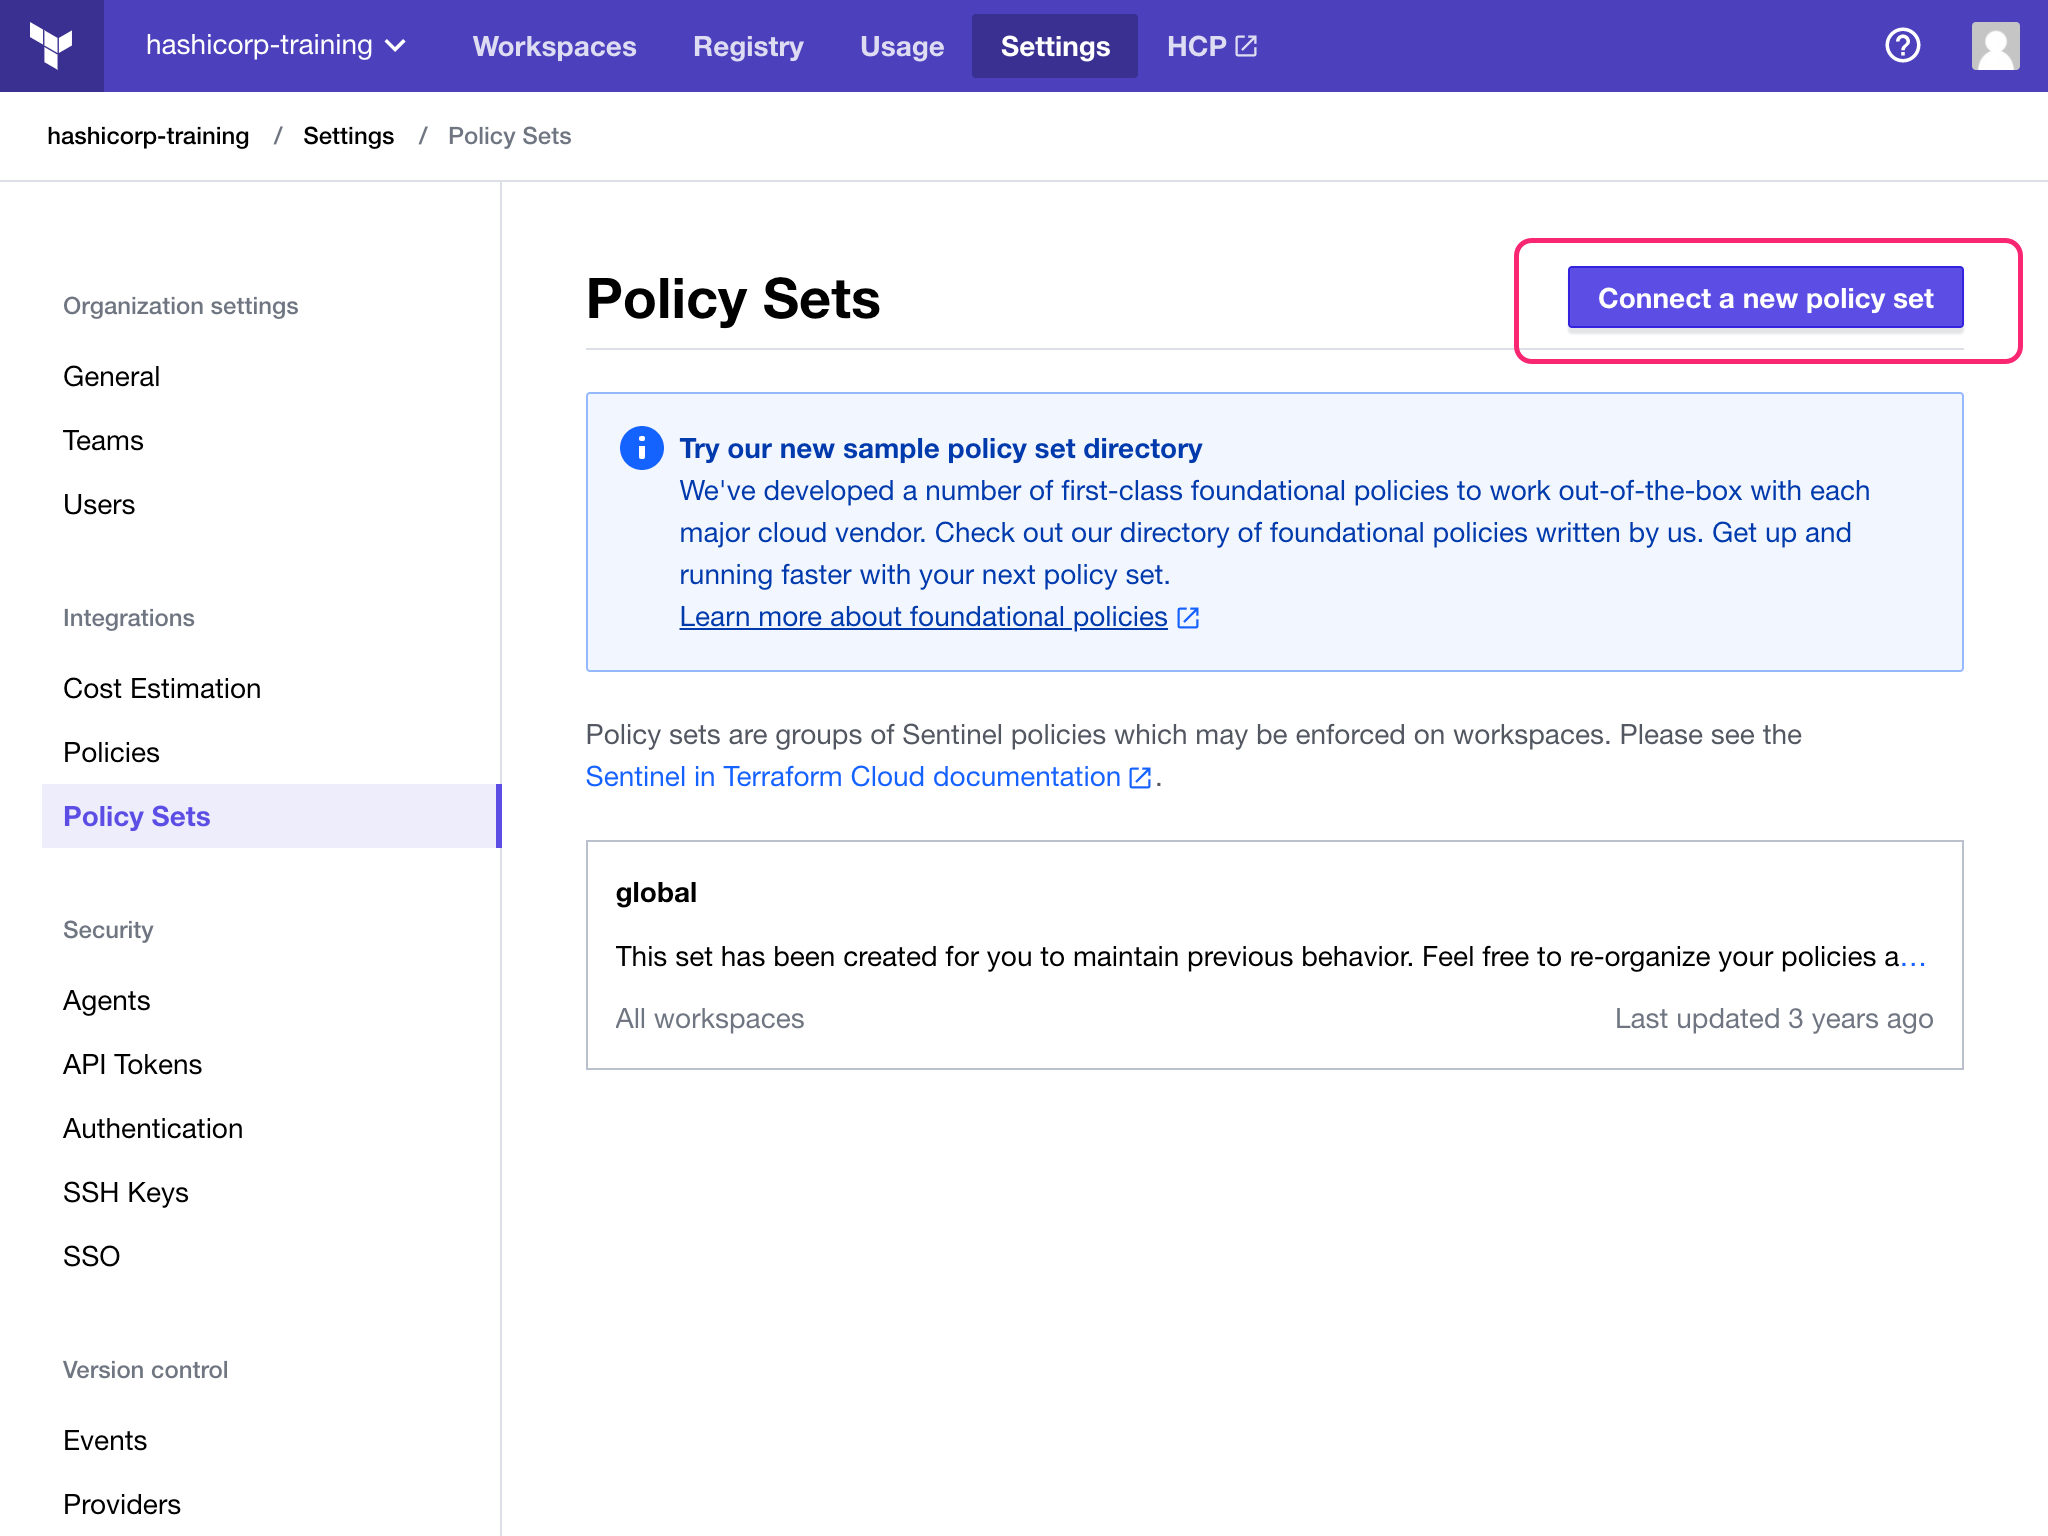 hashicorp-training
Workspaces
Registry
Usage
Settings
HCP
hashicorp-training / Settings / Policy Sets
Organization settings
General
Teams
Users
Integrations
Cost Estimation
Policies
Policy Sets
Security
Agents
API Tokens
Authentication
SSH Keys
SSO
Version control
Events
Providers
Policy Sets
Connect a new policy set
Try our new sample policy set directory
We've developed a number of first-class foundational policies to work out-of-the-box with each
major cloud vendor. Check out our directory of foundational policies written by us. Get up and
running faster with your next policy set.
Learn more about foundational policies
Policy sets are groups of Sentinel policies which may be enforced on workspaces. Please see the
Sentinel in Terraform Cloud documentation .
global
This set has been created for you to maintain previous behavior. Feel free to re-organize your policies a...
All workspaces
Last updated 3 years ago